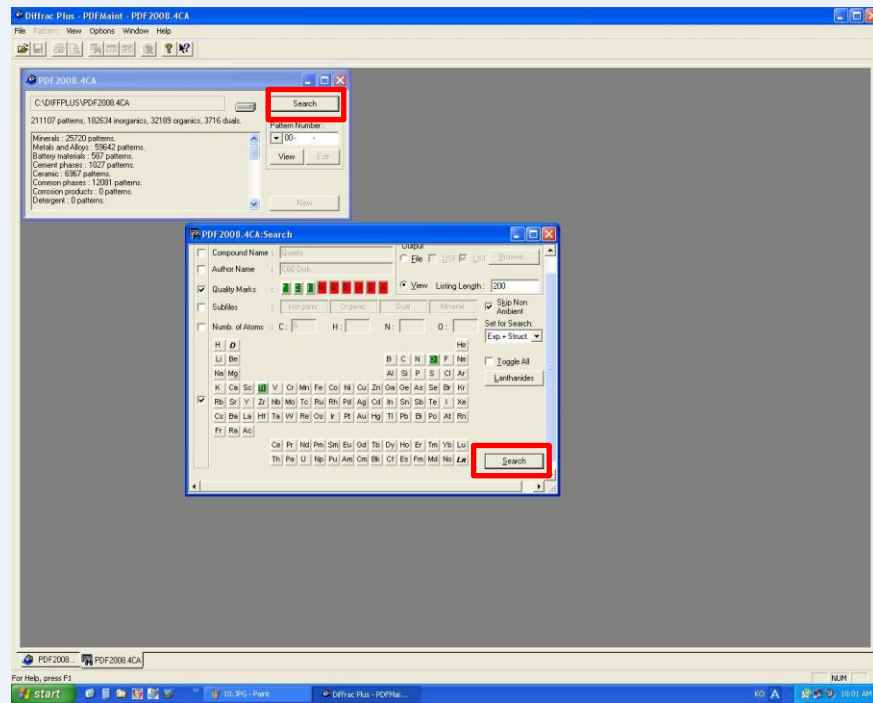 Diffrac Plus - PDFMaint - PDF2008.4CA
File Pattern View Options Window Help
PDF2008.4CA
C:\DIFFPLUS\PDF2008.4CA
Search
211107 patterns, 182634 inorganics, 32189 organics, 3716 duals.
Pattern Number :
Minerals : 25720 patterns.
Metals and Alloys : 59642 patterns.
Battery materials : 587 patterns.
Cement phases : 1027 patterns.
Ceramic : 6967 patterns.
Common phases : 12081 patterns.
Corrosion products : 0 patterns.
Detergent : 0 patterns.
00- -
View Edit
New
PDF2008.4CA:Search
Compound Name : Quartz
Output
File USP LST Browse...
Author Name : C60 Disk
Quality Marks :
View Listing Length : 200
Subfiles : Inorganic Organic Dual Mineral
Skip Non Ambient
Numb. of Atoms : C : 6 H : N : O :
Set for Search:
Exp.+ Struct.
H D He
Li Be B C N F Ne
Toggle All
Na Mg Al Si P S Cl Ar
Lanthanides
K Ca Sc V Cr Mn Fe Co Ni Cu Zn Ga Ge As Se Br Kr
Rb Sr Y Zr Nb Mo Tc Ru Rh Pd Ag Cd In Sn Sb Te I Xe
Cs Ba La Hf Ta W Re Os Ir Pt Au Hg Tl Pb Bi Po At Rn
Fr Ra Ac
Ce Pr Nd Pm Sm Eu Gd Tb Dy Ho Er Tm Yb Lu
Th Pa U Np Pu Am Cm Bk Cf Es Fm Md No Ln
Search
PDF2008... PDF2008.4CA
For Help, press F1
NUM
start
10.JPG - Paint
Diffrac Plus - PDFMai...
KO A
10:01 AM